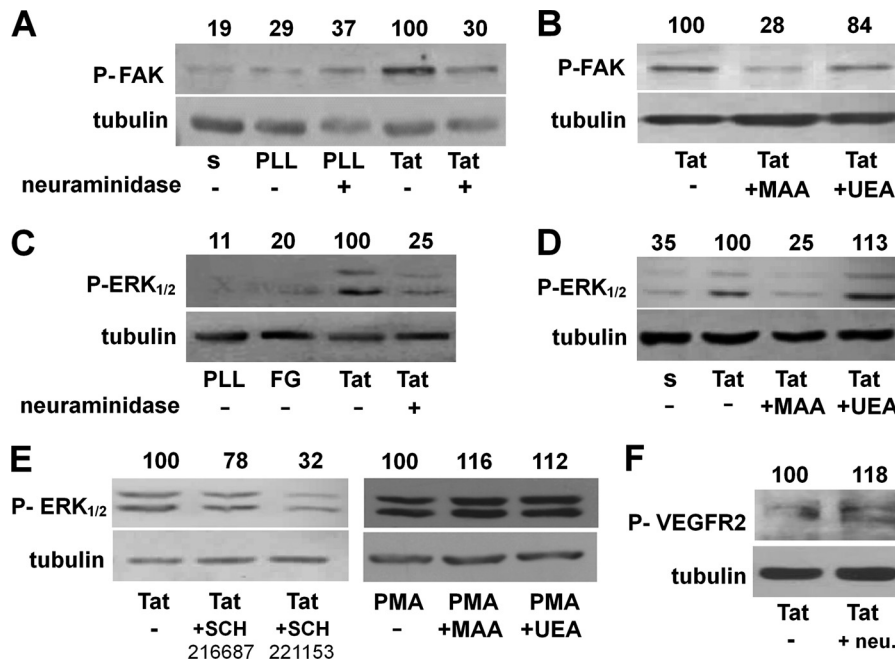 A
19 29 37 100 30
P- FAK
tubulin
s PLL PLL Tat Tat
neuraminidase - - + - +
B
100 28 84
P-FAK
tubulin
Tat Tat Tat
- +MAA +UEA
C
11 20 100 25
P-ERK1/2
tubulin
PLL FG Tat Tat
neuraminidase - - - +
D
35 100 25 113
P-ERK1/2
tubulin
s Tat Tat Tat
- - +MAA +UEA
E
100 78 32 100 116 112
P- ERK1/2
tubulin
Tat Tat Tat PMA PMA PMA
- +SCH +SCH - +MAA +UEA
216687 221153
F
100 118
P- VEGFR2
tubulin
Tat Tat
- + neu.